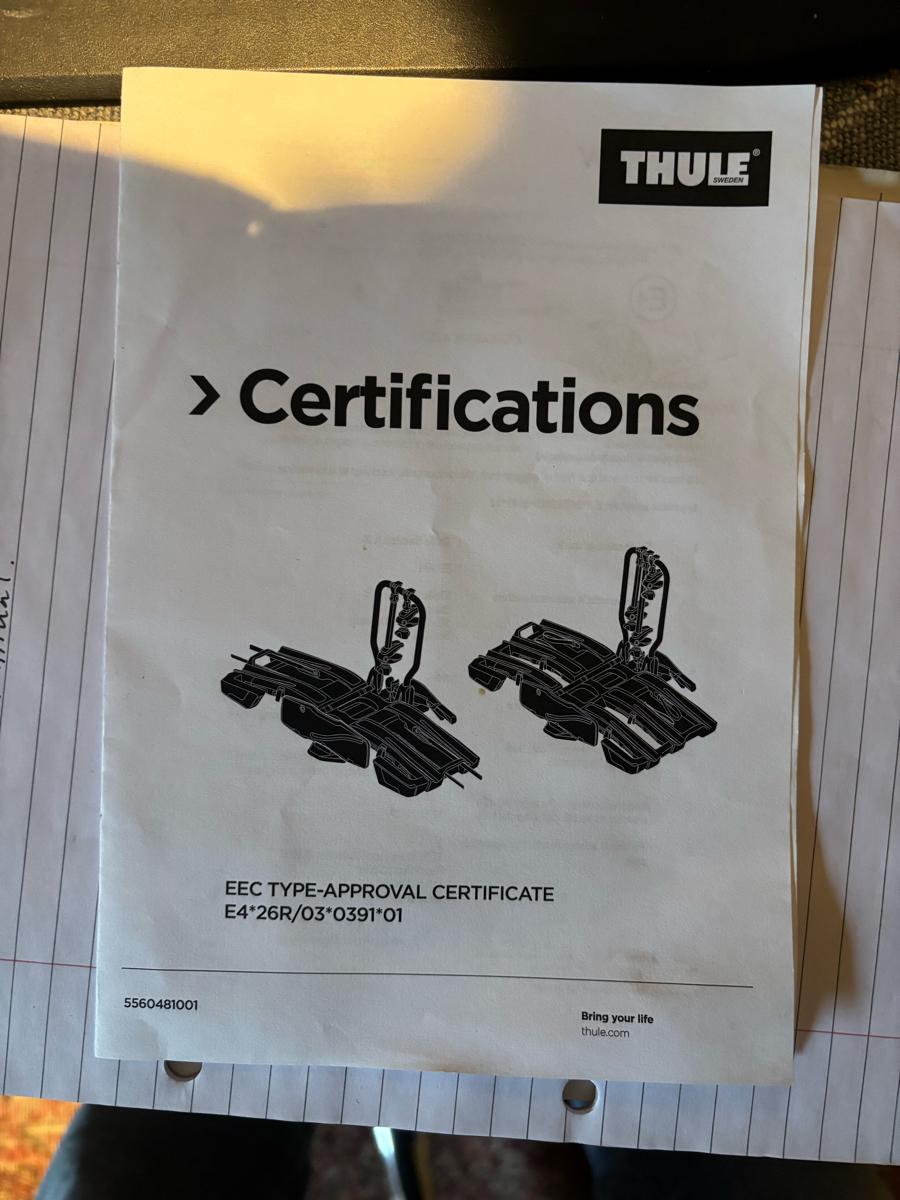 THULE®
SWEDEN
› Certifications
EEC TYPE-APPROVAL CERTIFICATE
E4*26R/03*0391*01
5560481001
Bring your life
thule.com